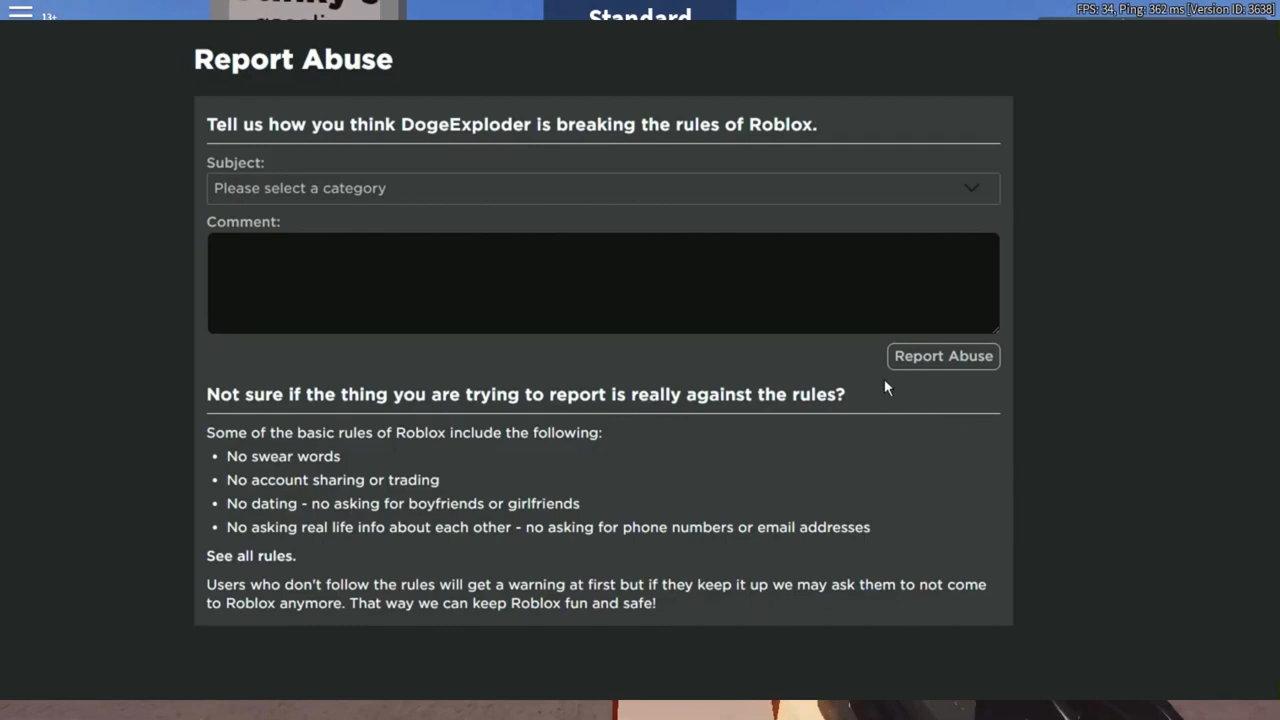 13+
Standard
FPS: 34, Ping: 362 ms [Version ID: 3638]
Report Abuse
Tell us how you think DogeExploder is breaking the rules of Roblox.
Subject:
Please select a category
Comment:
Report Abuse
Not sure if the thing you are trying to report is really against the rules?
Some of the basic rules of Roblox include the following:
• No swear words
• No account sharing or trading
• No dating - no asking for boyfriends or girlfriends
• No asking real life info about each other - no asking for phone numbers or email addresses
See all rules.
Users who don't follow the rules will get a warning at first but if they keep it up we may ask them to not come
to Roblox anymore. That way we can keep Roblox fun and safe!